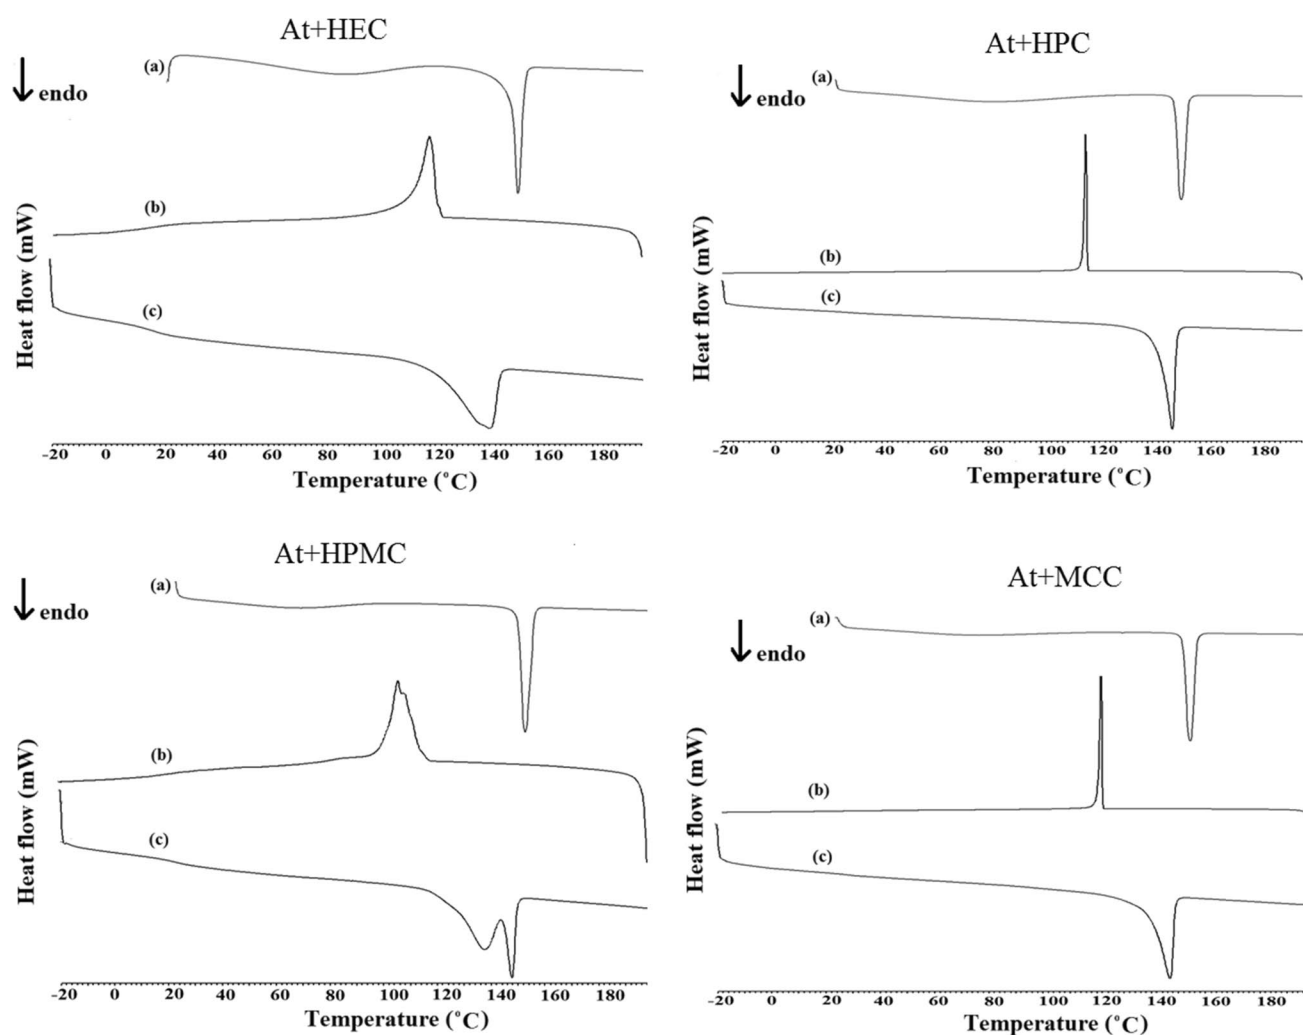 At+HEC
(a)
endo
(b)
(c)
Heat flow (mW)
-20 0 20 40 60 80 100 120 140 160 180
Temperature (°C)
At+HPC
(a)
endo
(b)
(c)
Heat flow (mW)
-20 0 20 40 60 80 100 120 140 160 180
Temperature (°C)
At+HPMC
(a)
endo
(b)
(c)
Heat flow (mW)
-20 0 20 40 60 80 100 120 140 160 180
Temperature (°C)
At+MCC
(a)
endo
(b)
(c)
Heat flow (mW)
-20 0 20 40 60 80 100 120 140 160 180
Temperature (°C)